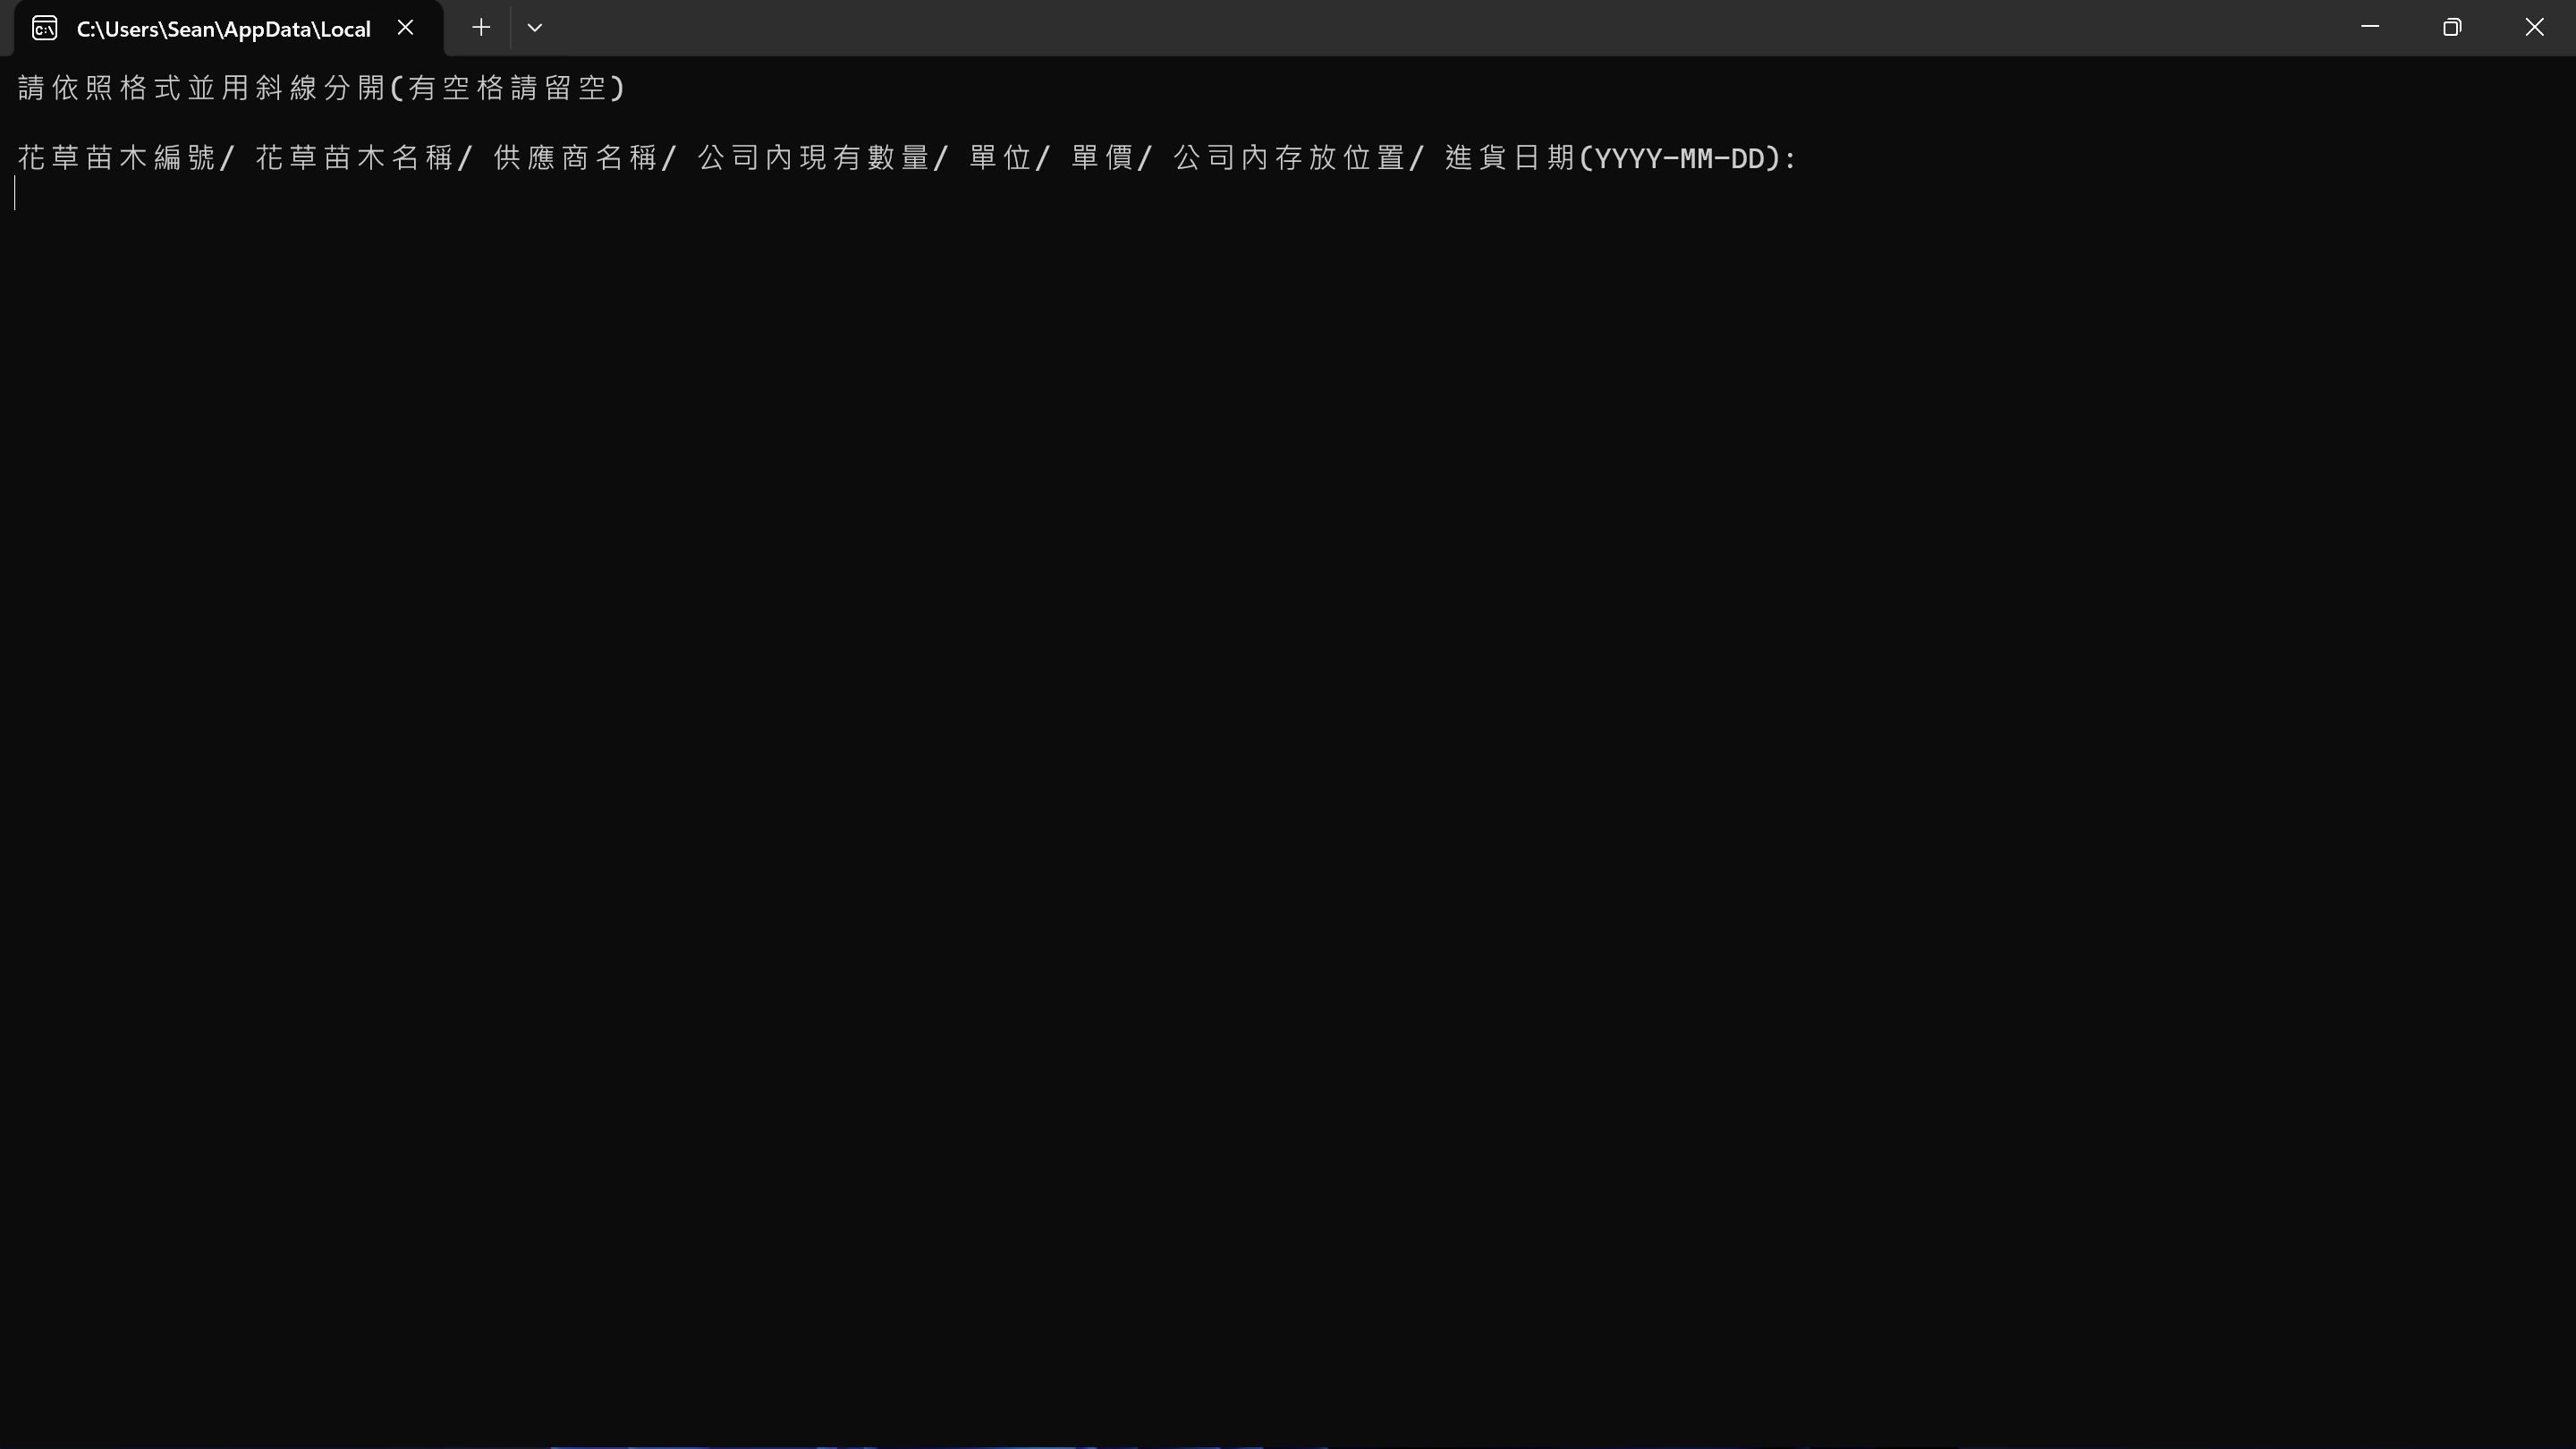 C:\Users\Sean\AppData\Local
請依照格式並用斜線分開(有空格請留空)
花草苗木編號/ 花草苗木名稱/ 供應商名稱/ 公司內現有數量/ 單位/ 單價/ 公司內存放位置/ 進貨日期(YYYY-MM-DD):